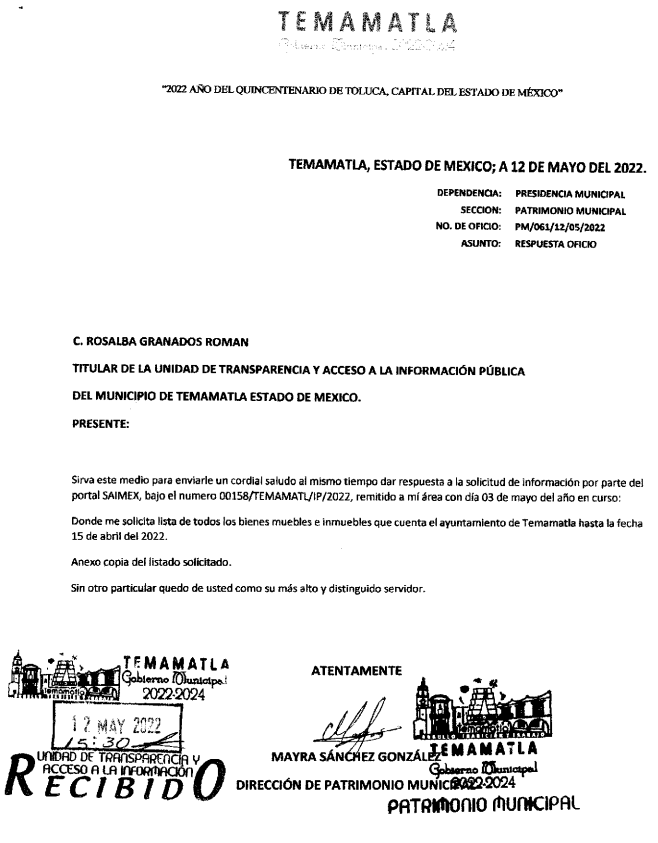 TEMAMATLA
Gobierno Municipal 2022-2024
"2022 AÑO DEL QUINCENTENARIO DE TOLUCA, CAPITAL DEL ESTADO DE MÉXICO"
TEMAMATLA, ESTADO DE MEXICO; A 12 DE MAYO DEL 2022.
DEPENDENCIA: PRESIDENCIA MUNICIPAL
SECCION: PATRIMONIO MUNICIPAL
NO. DE OFICIO: PM/061/12/05/2022
ASUNTO: RESPUESTA OFICIO
C. ROSALBA GRANADOS ROMAN
TITULAR DE LA UNIDAD DE TRANSPARENCIA Y ACCESO A LA INFORMACIÓN PÚBLICA
DEL MUNICIPIO DE TEMAMATLA ESTADO DE MEXICO.
PRESENTE:
Sirva este medio para enviarle un cordial saludo al mismo tiempo dar respuesta a la solicitud de información por parte del
portal SAIMEX, bajo el numero 00158/TEMAMATL/IP/2022, remitido a mí área con día 03 de mayo del año en curso:
Donde me solicita lista de todos los bienes muebles e inmuebles que cuenta el ayuntamiento de Temamatla hasta la fecha
15 de abril del 2022.
Anexo copia del listado solicitado.
Sin otro particular quedo de usted como su más alto y distinguido servidor.
temamatla
TEMAMATLA
Gobierno Municipal
2022-2024
12 MAY 2022
15:30
UNIDAD DE TRANSPARENCIA Y
ACCESO A LA INFORMACIÓN
RECIBIDO
ATENTAMENTE
MAYRA SÁNCHEZ GONZÁLEZ
DIRECCIÓN DE PATRIMONIO MUNICIPAL
temamatla
TEMAMATLA
Gobierno Municipal
2022-2024
PATRIMONIO MUNICIPAL